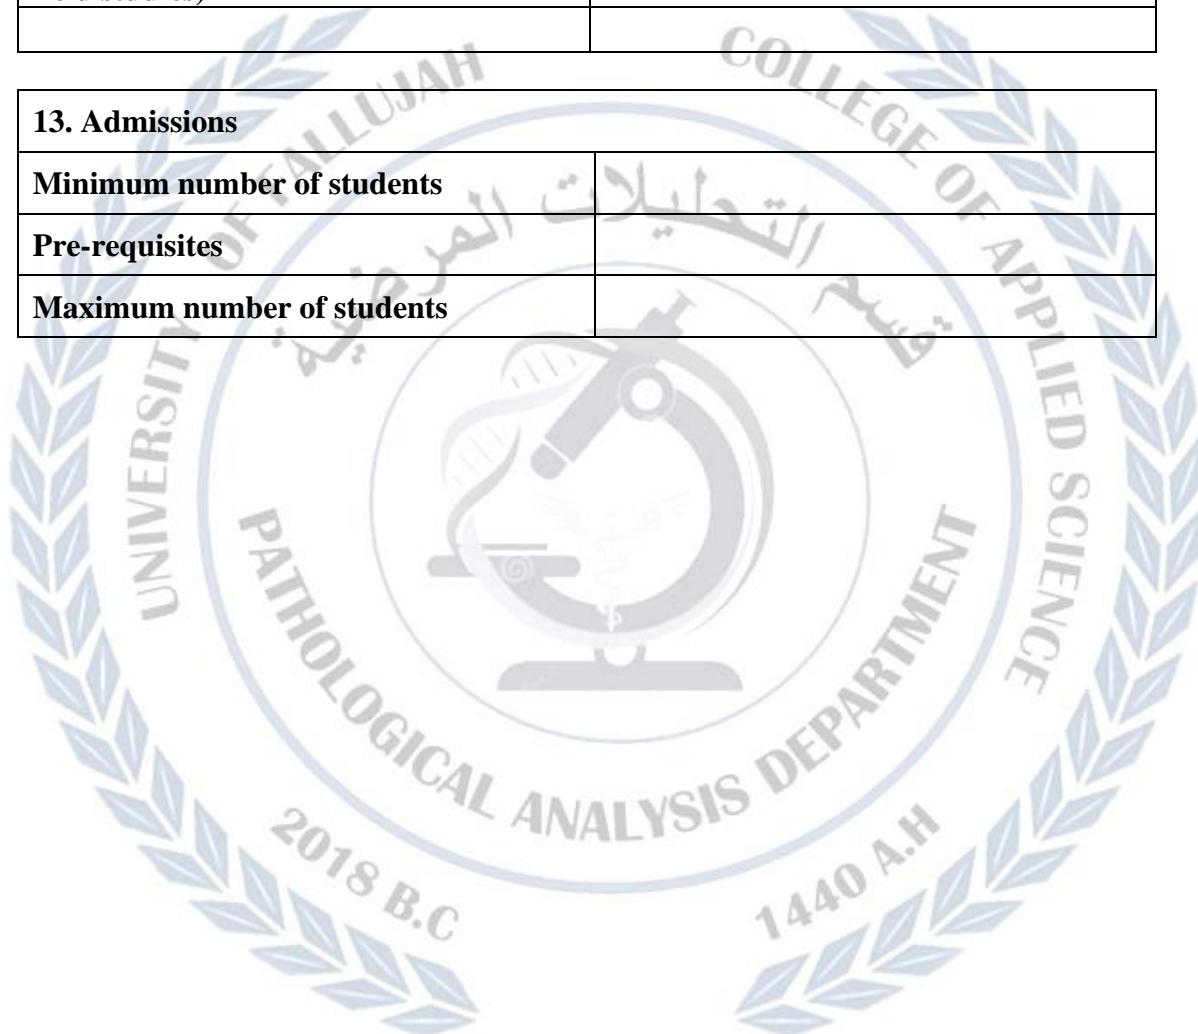 13. Admissions
Minimum number of students
Pre-requisites
Maximum number of students
UNIVERSITY OF FALLUJAH
COLLEGE OF APPLIED SCIENCE
قسم التحليلات المرضية
PATHOLOGICAL ANALYSIS DEPARTMENT
2018 B.C
1440 A.H